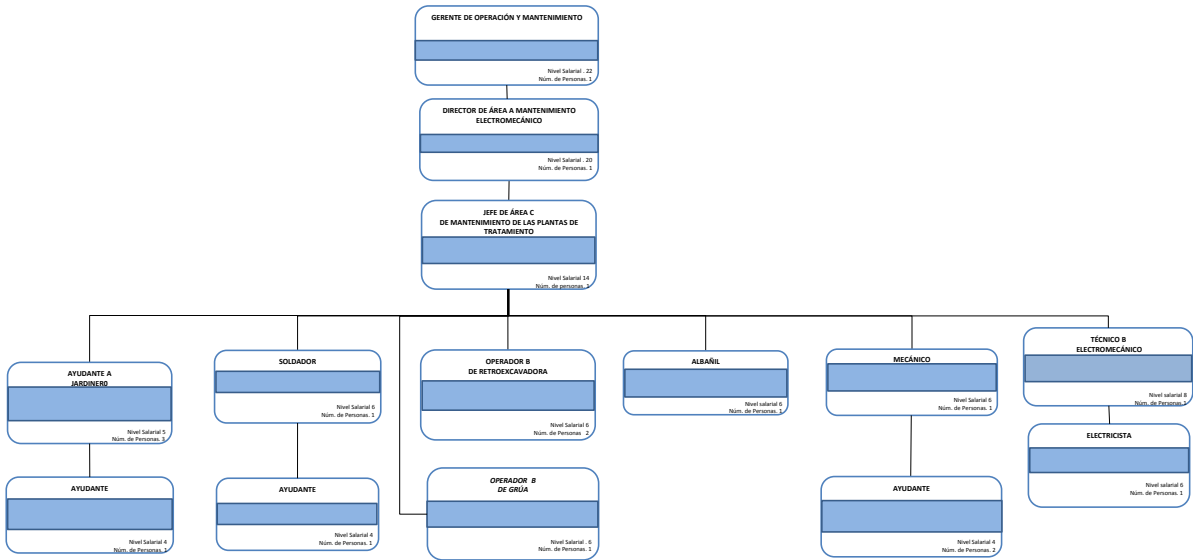 GERENTE DE OPERACIÓN Y MANTENIMIENTO
Nivel Salarial . 22
Núm. de Personas. 1
DIRECTOR DE ÁREA A MANTENIMIENTO
ELECTROMECÁNICO
Nivel Salarial . 20
Núm. de Personas. 1
JEFE DE ÁREA C
DE MANTENIMIENTO DE LAS PLANTAS DE
TRATAMIENTO
Nivel Salarial 14
Núm. de personas. 1
AYUDANTE A
JARDINER0
Nivel Salarial 5
Núm. de Personas. 3
SOLDADOR
Nivel Salarial 6
Núm. de Personas. 1
OPERADOR B
DE RETROEXCAVADORA
Nivel Salarial 6
Núm. de Personas 2
ALBAÑIL
Nivel salarial 6
Núm. de Personas. 1
MECÁNICO
Nivel Salarial 6
Núm. de Personas. 1
TÉCNICO B
ELECTROMECÁNICO
Nivel salarial 8
Núm. de Personas. 1
AYUDANTE
Nivel Salarial 4
Núm. de Personas. 1
AYUDANTE
Nivel Salarial 4
Núm. de Personas. 1
OPERADOR B
DE GRÚA
Nivel Salarial . 6
Núm. de Personas. 1
AYUDANTE
Nivel Salarial 4
Núm. de Personas. 2
ELECTRICISTA
Nivel salarial 6
Núm. de Personas. 1